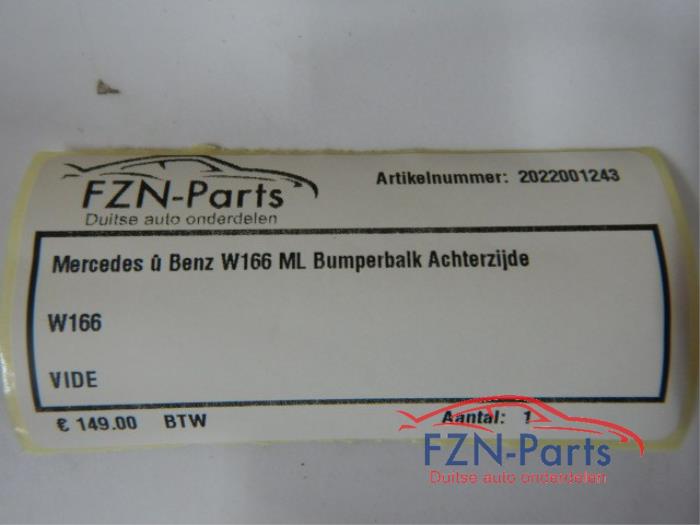 FZN-Parts
Duitse auto onderdelen
Artikelnummer: 2022001243
Mercedes û Benz W166 ML Bumperbalk Achterzijde
W166
VIDE
€ 149.00 BTW Aantal: 1
FZN-Parts
Duitse auto onderdelen